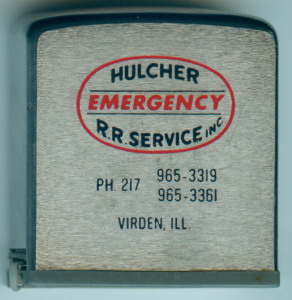 HULCHER
EMERGENCY
R.R. SERVICE INC
PH. 217 965-3319
965-3361
VIRDEN, ILL.